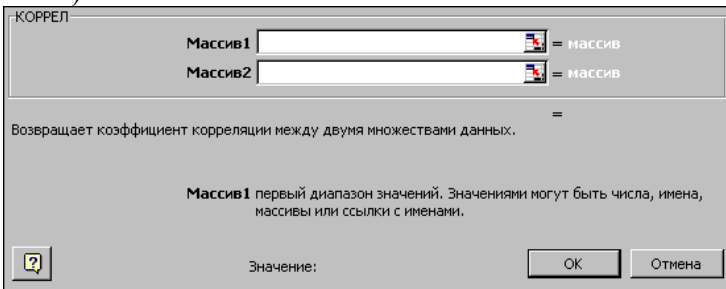 КОРРЕЛ
Массив1 = массив
Массив2 = массив
=
Возвращает коэффициент корреляции между двумя множествами данных.
Массив1 первый диапазон значений. Значениями могут быть числа, имена,
массивы или ссылки с именами.
? Значение: ОК Отмена